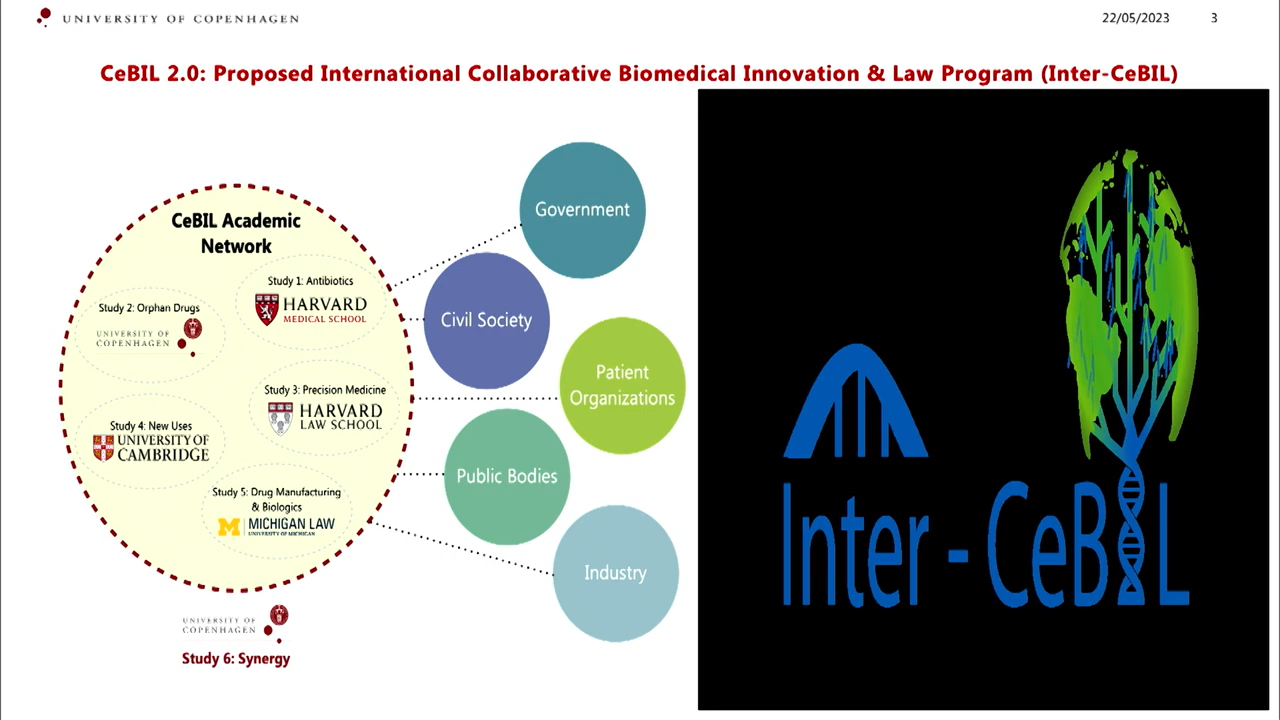 UNIVERSITY OF COPENHAGEN
22/05/2023 3
CeBIL 2.0: Proposed International Collaborative Biomedical Innovation & Law Program (Inter-CeBIL)
CeBIL Academic
Network
Study 1: Antibiotics
HARVARD
MEDICAL SCHOOL
Study 2: Orphan Drugs
UNIVERSITY OF
COPENHAGEN
Study 3: Precision Medicine
HARVARD
LAW SCHOOL
Study 4: New Uses
UNIVERSITY OF
CAMBRIDGE
Study 5: Drug Manufacturing
& Biologics
M MICHIGAN LAW
UNIVERSITY OF MICHIGAN
UNIVERSITY OF
COPENHAGEN
Study 6: Synergy
Government
Civil Society
Patient
Organizations
Public Bodies
Industry
Inter - CeBIL